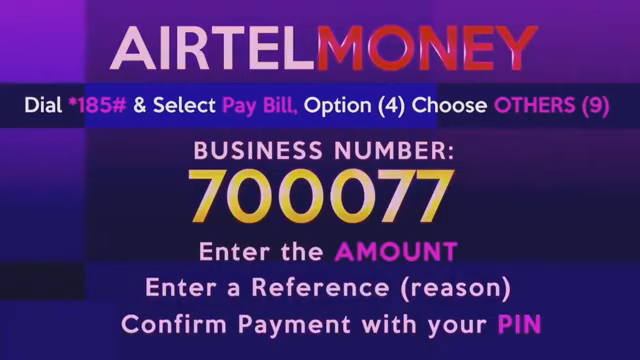 AIRTELMONEY
Dial *185# & Select Pay Bill, Option (4) Choose OTHERS (9)
BUSINESS NUMBER:
700077
Enter the AMOUNT
Enter a Reference (reason)
Confirm Payment with your PIN